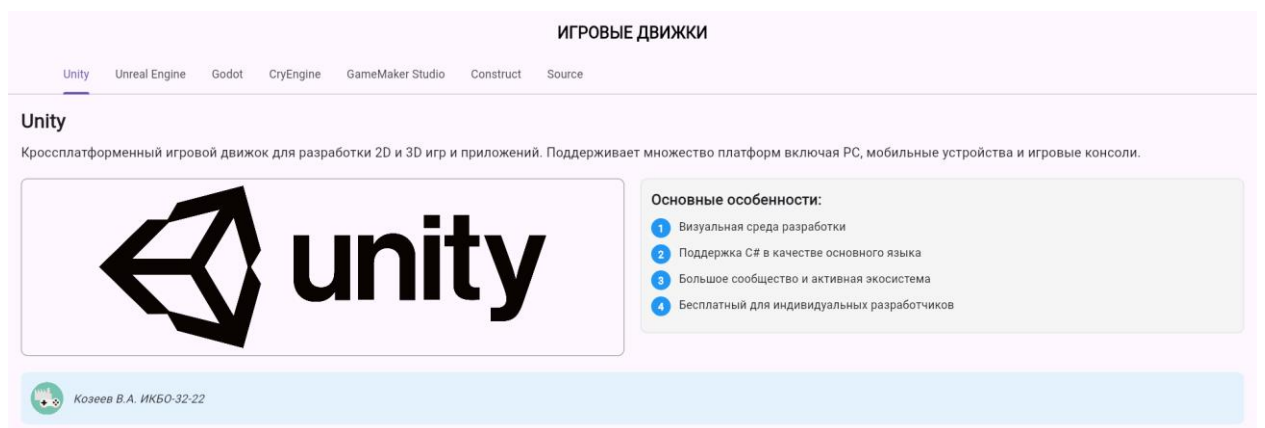 ИГРОВЫЕ ДВИЖКИ
Unity Unreal Engine Godot CryEngine GameMaker Studio Construct Source
Unity
Кроссплатформенный игровой движок для разработки 2D и 3D игр и приложений. Поддерживает множество платформ включая РС, мобильные устройства и игровые консоли.
unity
Основные особенности:
1 Визуальная среда разработки
2 Поддержка C# в качестве основного языка
3 Большое сообщество и активная экосистема
4 Бесплатный для индивидуальных разработчиков
Козеев В.А. ИКБО-32-22